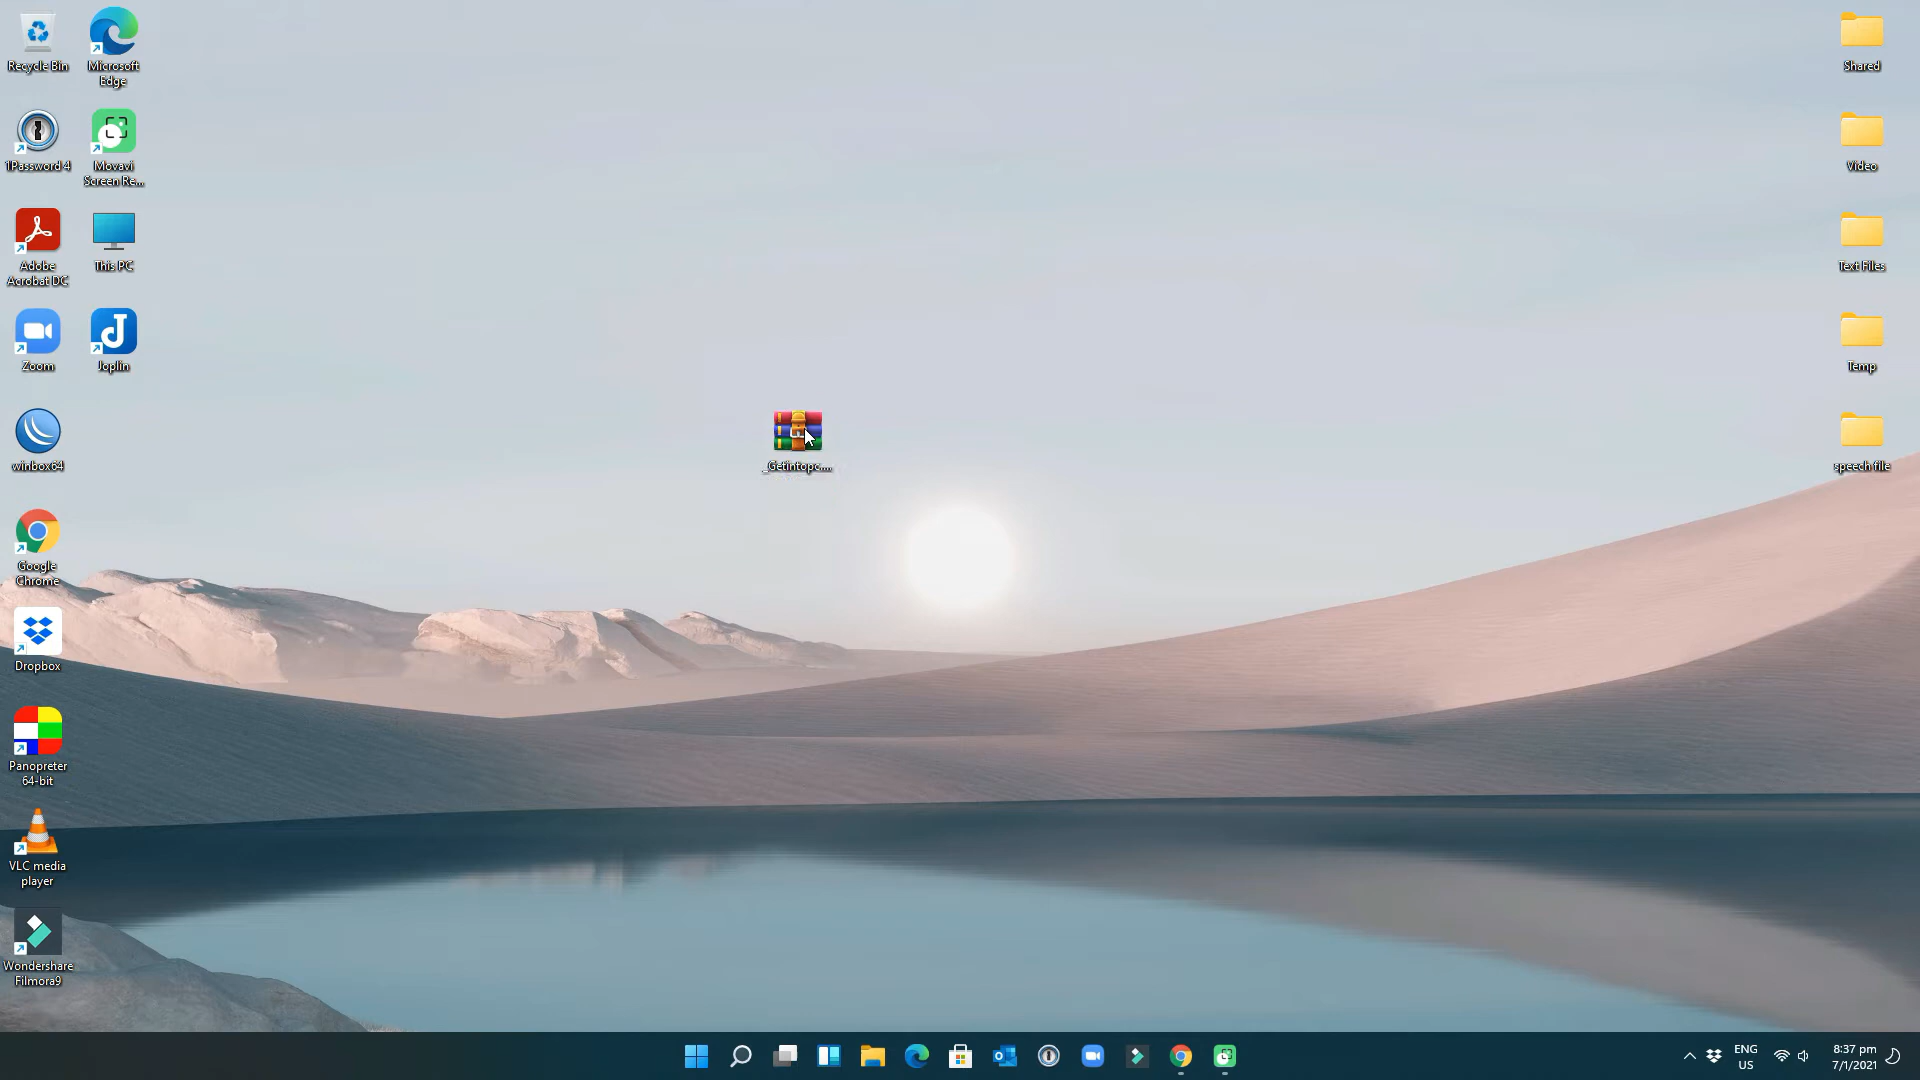 Recycle Bin
Microsoft
Edge
1Password 4
Movavi
Screen Re...
Adobe
Acrobat DC
This PC
Zoom
Joplin
winbox64
Google
Chrome
Dropbox
Panopreter
64-bit
VLC media
player
Wondershare
Filmora9
_Getintopc....
Shared
Video
Text Files
Temp
speech file
ENG
US
8:37 pm
7/1/2021